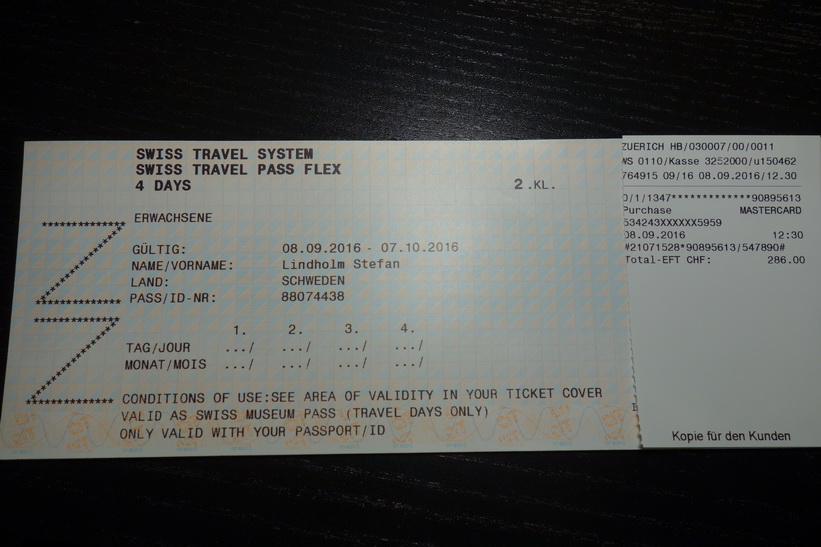 SWISS TRAVEL SYSTEM
SWISS TRAVEL PASS FLEX
4 DAYS
2.KL.
ERWACHSENE
GÜLTIG: 08.09.2016 - 07.10.2016
NAME/VORNAME: Lindholm Stefan
LAND: SCHWEDEN
PASS/ID-NR: 88074438
1. 2. 3. 4.
TAG/JOUR .../ .../ .../ .../
MONAT/MOIS .../ .../ .../ .../
CONDITIONS OF USE:SEE AREA OF VALIDITY IN YOUR TICKET COVER
VALID AS SWISS MUSEUM PASS (TRAVEL DAYS ONLY)
ONLY VALID WITH YOUR PASSPORT/ID
ZUERICH HB/030007/00/0011
WS 0110/Kasse 3252000/u150462
764915 09/16 08.09.2016/12.30
0/1/1347*************90895613
Purchase MASTERCARD
534243XXXXXX5959
08.09.2016 12:30
#21071528*90895613/547890#
Total-EFT CHF: 286.00
Kopie für den Kunden